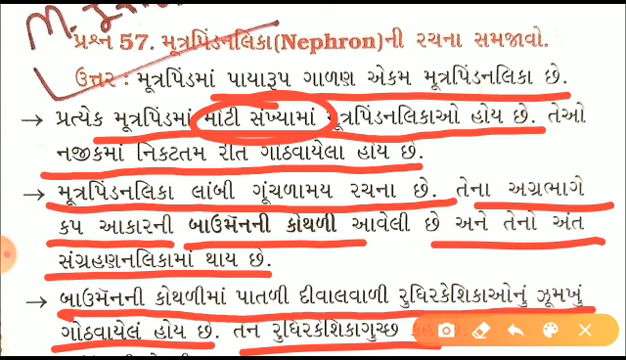 પ્રશ્ન 57. મૂત્રપિંડનલિકા(Nephron)ની રચના સમજાવો.
ઉત્તર : મૂત્રપિંડમાં પાયારૂપ ગાળણ એકમ મૂત્રપિંડનલિકા છે.
→ પ્રત્યેક મૂત્રપિંડમાં મોટી સંખ્યામાં મૂત્રપિંડનલિકાઓ હોય છે. તેઓ
નજીકમાં નિકટતમ રીતે ગોઠવાયેલા હોય છે.
→ મૂત્રપિંડનલિકા લાંબી ગૂંચળામય રચના છે. તેના અગ્રભાગે
કપ આકારની બાઉમૅનની કોથળી આવેલી છે અને તેનો અંત
સંગ્રહણનલિકામાં થાય છે.
→ બાઉમૅનની કોથળીમાં પાતળી દીવાલવાળી રુધિરકેશિકાઓનું ઝૂમખું
ગોઠવાયેલું હોય છે. તેને રુધિરકેશિકાગુચ્છ